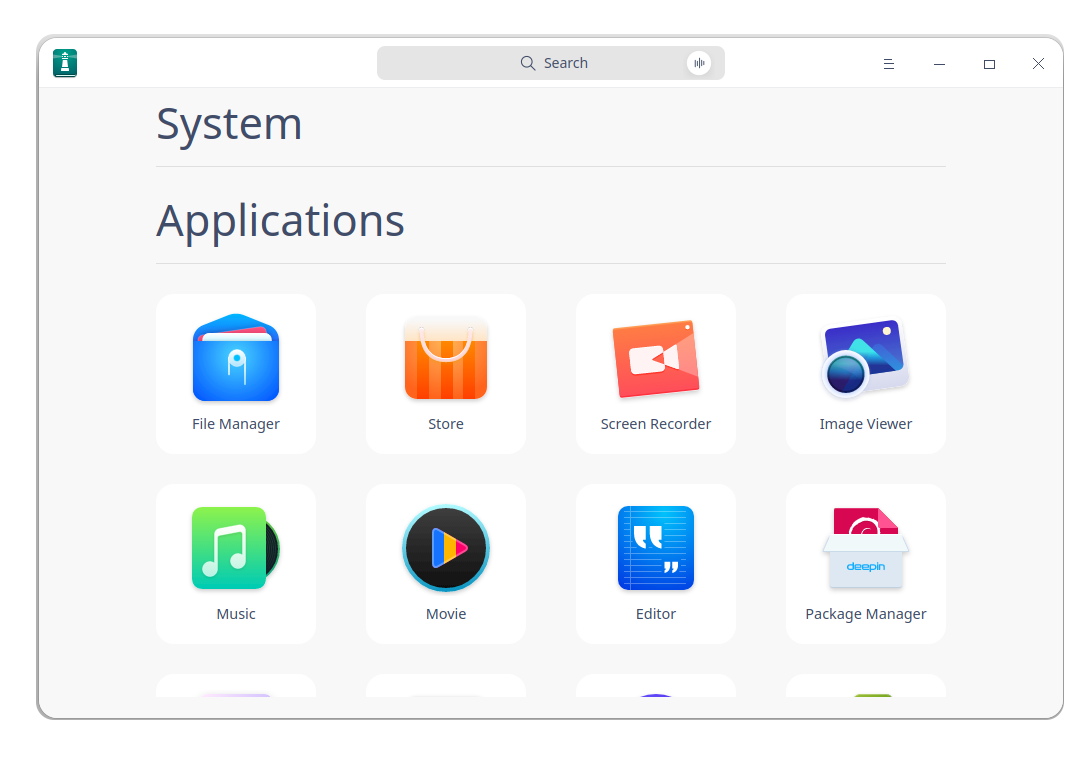 Search
System
Applications
File Manager
Store
Screen Recorder
Image Viewer
deepin
Music
Movie
Editor
Package Manager